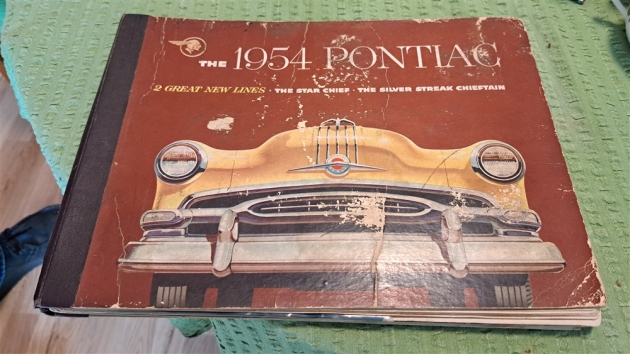 THE 1954 PONTIAC
2 GREAT NEW LINES · THE STAR CHIEF · THE SILVER STREAK CHIEFTAIN